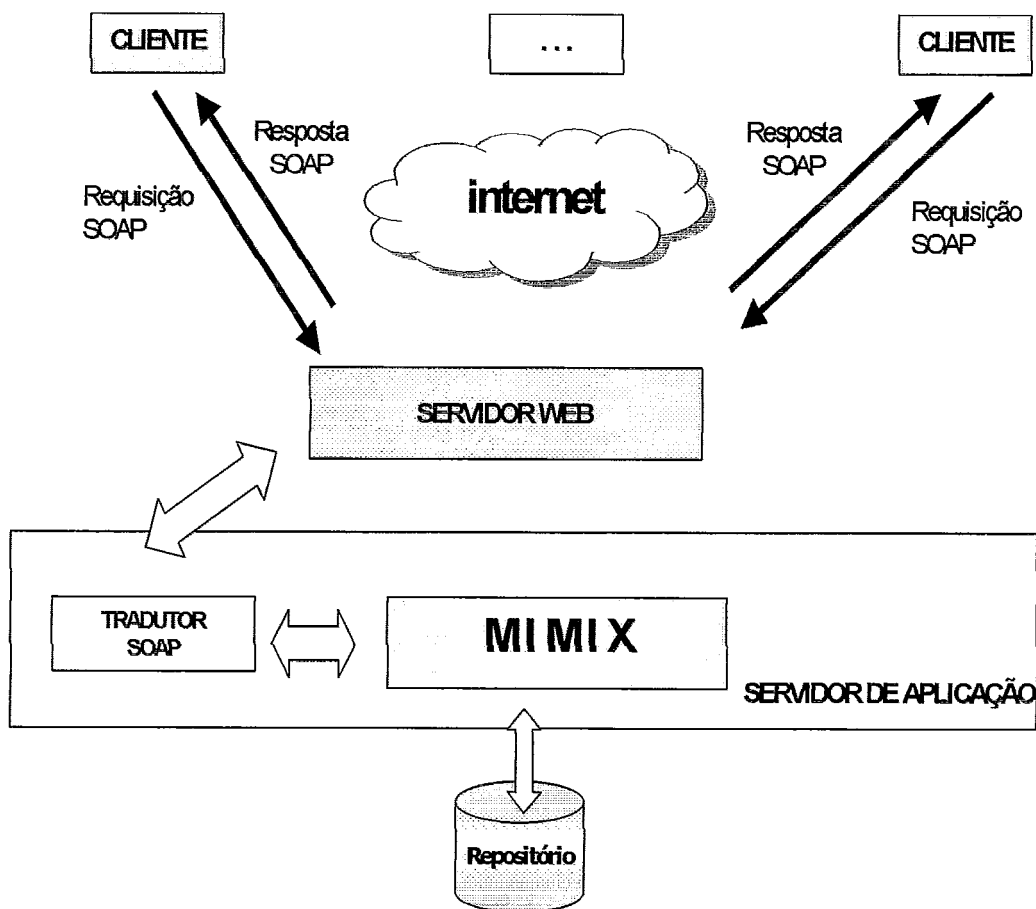 CLIENTE
...
CLIENTE
Resposta
SOAP
Resposta
SOAP
internet
Requisição
SOAP
Requisição
SOAP
SERVIDOR WEB
TRADUTOR
SOAP
MIMIX
SERVIDOR DE APLICAÇÃO
Repositório